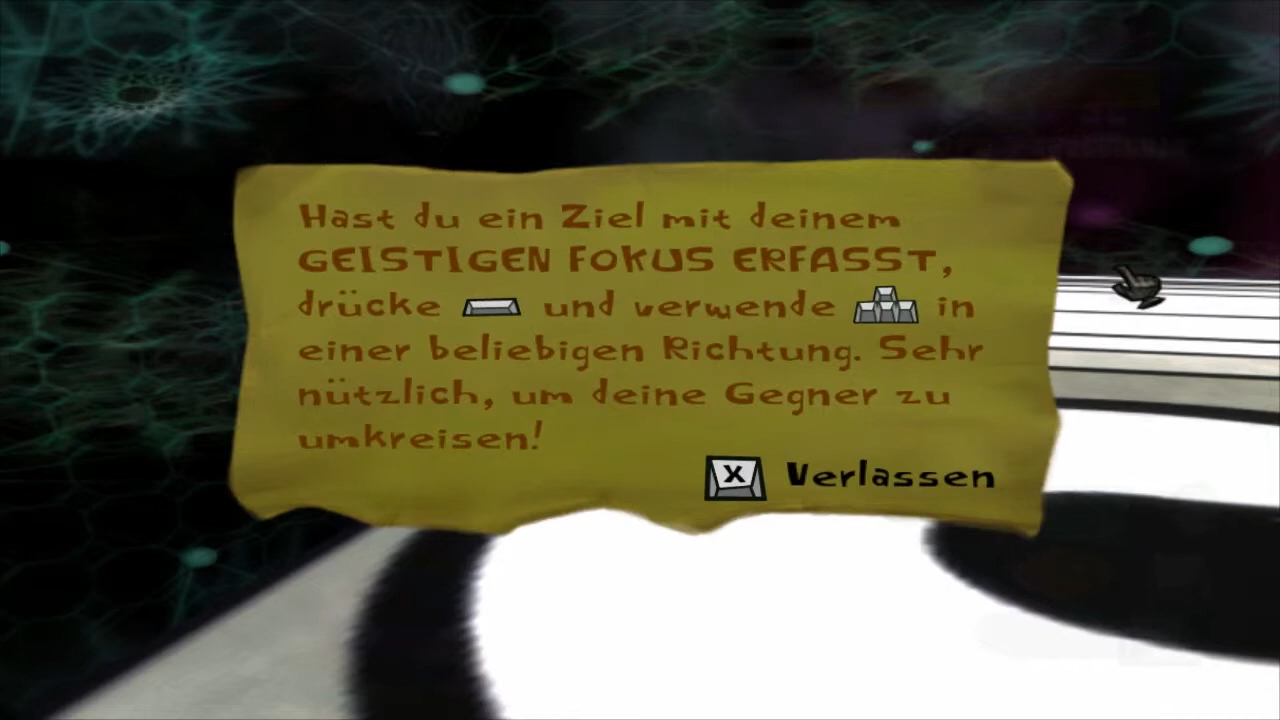 Hast du ein Ziel mit deinem
GEISTIGEN FOKUS ERFASST,
drücke und verwende in
einer beliebigen Richtung. Sehr
nützlich, um deine Gegner zu
umkreisen!
X Verlassen